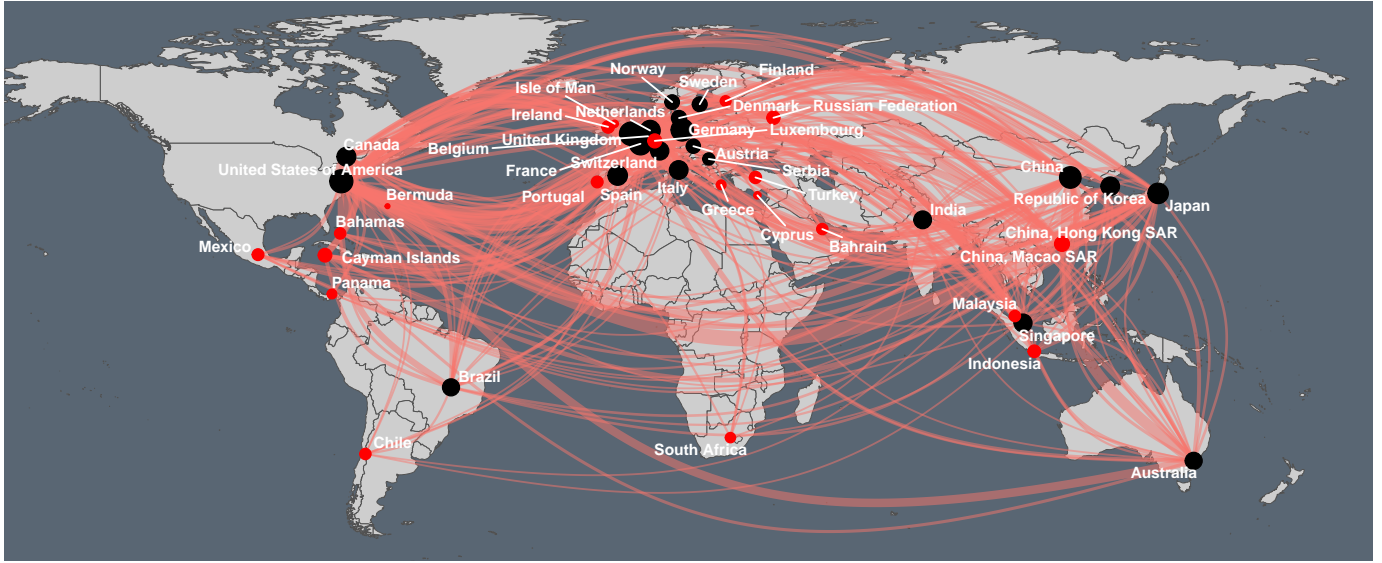 Norway
Sweden
Finland
Isle of Man
Ireland
Netherlands
Denmark
Russian Federation
Belgium
United Kingdom
Germany
Luxembourg
Canada
United States of America
France
Switzerland
Austria
Serbia
Italy
Portugal
Spain
Greece
Turkey
Cyprus
Bahrain
Bermuda
Bahamas
Mexico
Cayman Islands
Panama
China
Republic of Korea
Japan
India
China, Hong Kong SAR
China, Macao SAR
Malaysia
Singapore
Indonesia
Brazil
Chile
South Africa
Australia